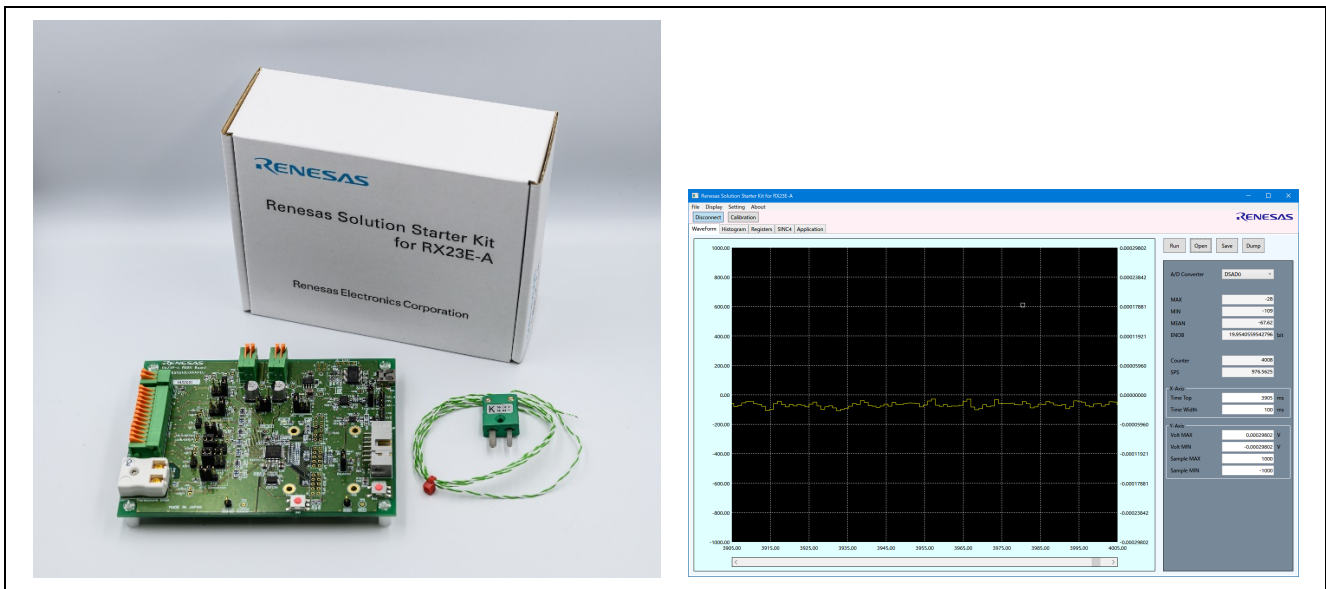 RENESAS
Renesas Solution Starter Kit
for RX23E-A
Renesas Electronics Corporation
RENESAS
MADE IN JAPAN
K
Renesas Solution Starter Kit for RX23E-A
File Display Setting About
Disconnect Calibration
RENESAS
Waveform Histogram Registers SINC4 Application
Run Open Save Dump
1000.00 0.00029802
800.00 0.00023842
600.00 0.00017881
400.00 0.00011921
200.00 0.00005960
0.00 0.00000000
-200.00 -0.00005960
-400.00 -0.00011921
-600.00 -0.00017881
-800.00 -0.00023842
-1000.00 -0.00029802
3905.00 3915.00 3925.00 3935.00 3945.00 3955.00 3965.00 3975.00 3985.00 3995.00 4005.00
A/D Converter DSAD0
MAX -28
MIN -109
MEAN -67.62
ENOB 19.9540559542796 bit
Counter 4008
SPS 976.5625
X-Axis
Time Top 3905 ms
Time Width 100 ms
Y-Axis
Volt MAX 0.00029802 V
Volt MIN -0.00029802 V
Sample MAX 1000
Sample MIN -1000